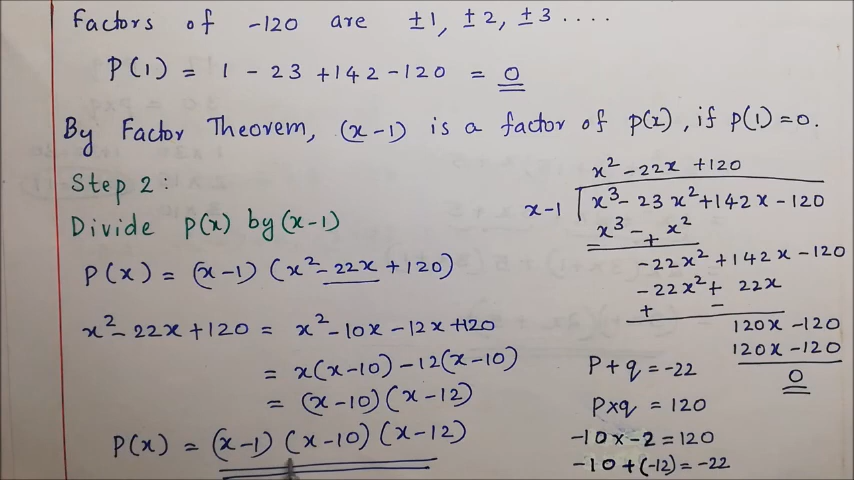 Factors of -120 are ±1, ±2, ±3 ....
P(1) = 1 - 23 + 142 - 120 = 0
By Factor Theorem, (x-1) is a factor of p(x), if p(1) = 0.
Step 2:
Divide p(x) by (x-1)
P(x) = (x-1) (x² - 22x + 120)
x² - 22x + 120 = x² - 10x - 12x + 120
= x(x-10) - 12(x-10)
= (x-10) (x-12)
P(x) = (x-1) (x-10) (x-12)
x² - 22x + 120
x-1 x³ - 23x² + 142x - 120
x³ - x²
+
-22x² + 142x - 120
-22x² + 22x
+ -
120x - 120
120x - 120
0
P + q = -22
P×q = 120
-10 x -2 = 120
-10 + (-12) = -22